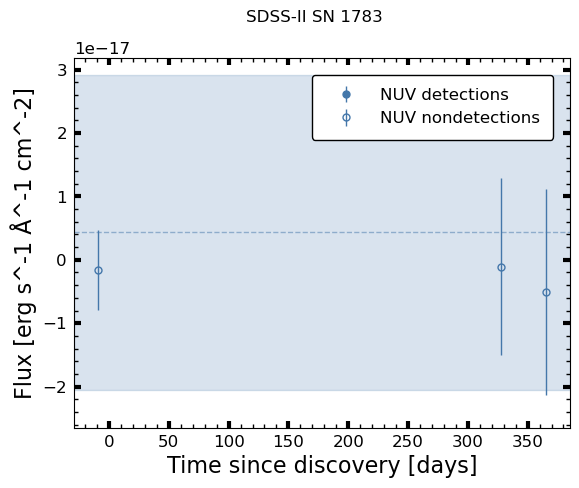 SDSS-II SN 1783
1e−17
NUV detections
NUV nondetections
3
2
1
0
−1
−2
Flux [erg s^-1 Å^-1 cm^-2]
0 50 100 150 200 250 300 350
Time since discovery [days]